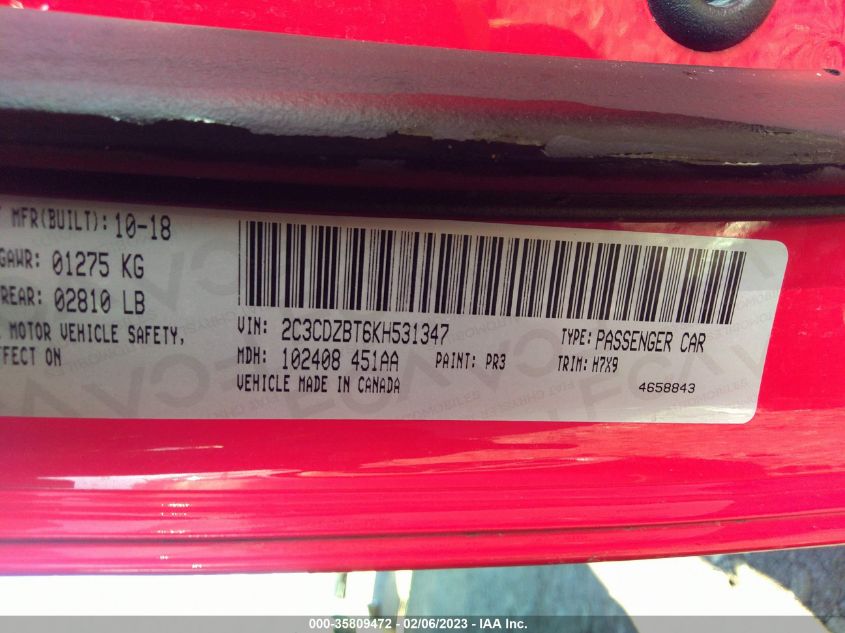 MFR(BUILT): 10-18
GAWR: 01275 KG
REAR: 02810 LB
MOTOR VEHICLE SAFETY,
EFFECT ON
VIN: 2C3CDZBT6KH531347
TYPE: PASSENGER CAR
MDH: 102408 451AA
PAINT: PR3
TRIM: H7X9
VEHICLE MADE IN CANADA
4658843
000-35809472 - 02/06/2023 - IAA Inc.